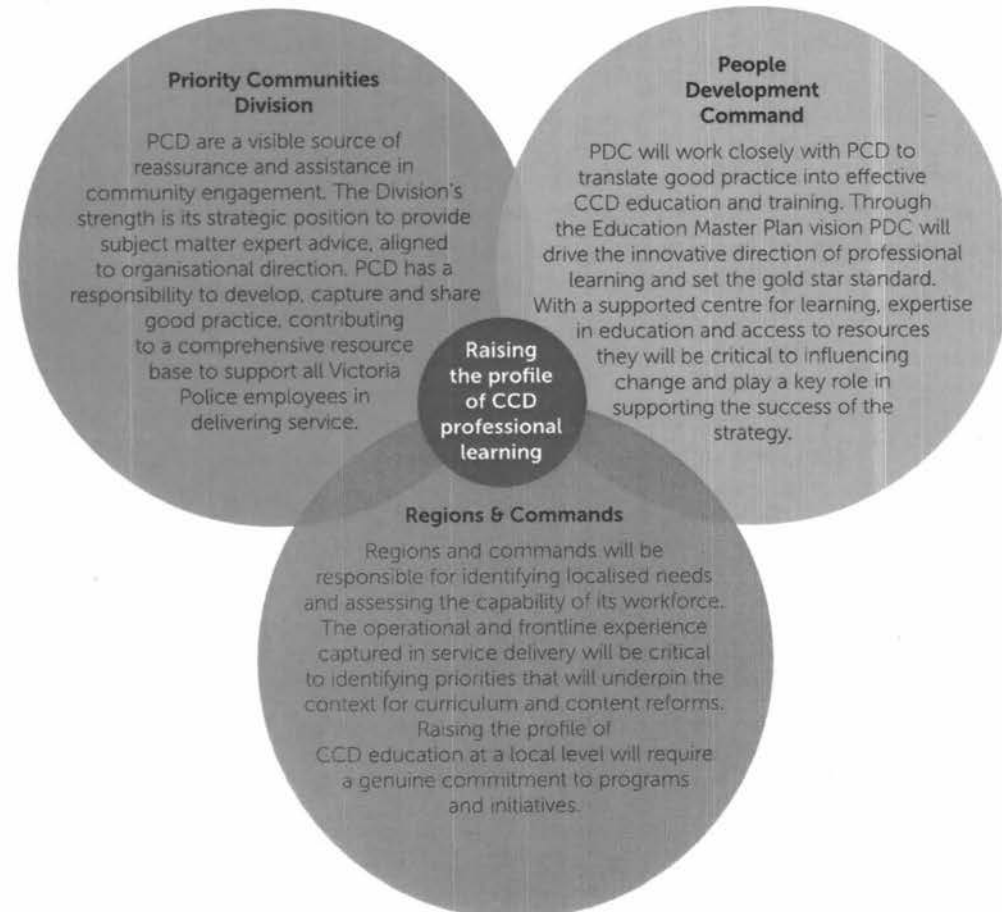 Priority Communities
Division
PCD are a visible source of
reassurance and assistance in
community engagement. The Division's
strength is its strategic position to provide
subject matter expert advice, aligned
to organisational direction. PCD has a
responsibility to develop, capture and share
good practice, contributing
to a comprehensive resource
base to support all Victoria
Police employees in
delivering service.
People
Development
Command
PDC will work closely with PCD to
translate good practice into effective
CCD education and training. Through
the Education Master Plan vision PDC will
drive the innovative direction of professional
learning and set the gold star standard.
With a supported centre for learning, expertise
in education and access to resources
they will be critical to influencing
change and play a key role in
supporting the success of the
strategy.
Raising
the profile
of CCD
professional
learning
Regions & Commands
Regions and commands will be
responsible for identifying localised needs
and assessing the capability of its workforce.
The operational and frontline experience
captured in service delivery will be critical
to identifying priorities that will underpin the
context for curriculum and content reforms.
Raising the profile of
CCD education at a local level will require
a genuine commitment to programs
and initiatives.